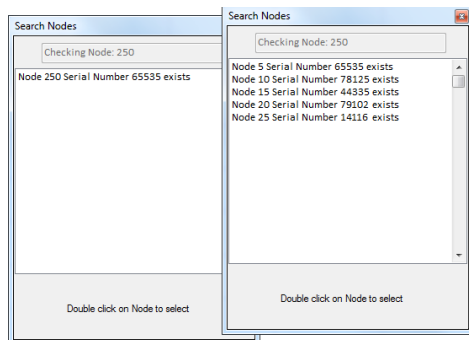 Search Nodes
Checking Node: 250
Node 250 Serial Number 65535 exists
Double click on Node to select
Search Nodes
Checking Node: 250
Node 5 Serial Number 65535 exists
Node 10 Serial Number 78125 exists
Node 15 Serial Number 44335 exists
Node 20 Serial Number 79102 exists
Node 25 Serial Number 14116 exists
Double click on Node to select